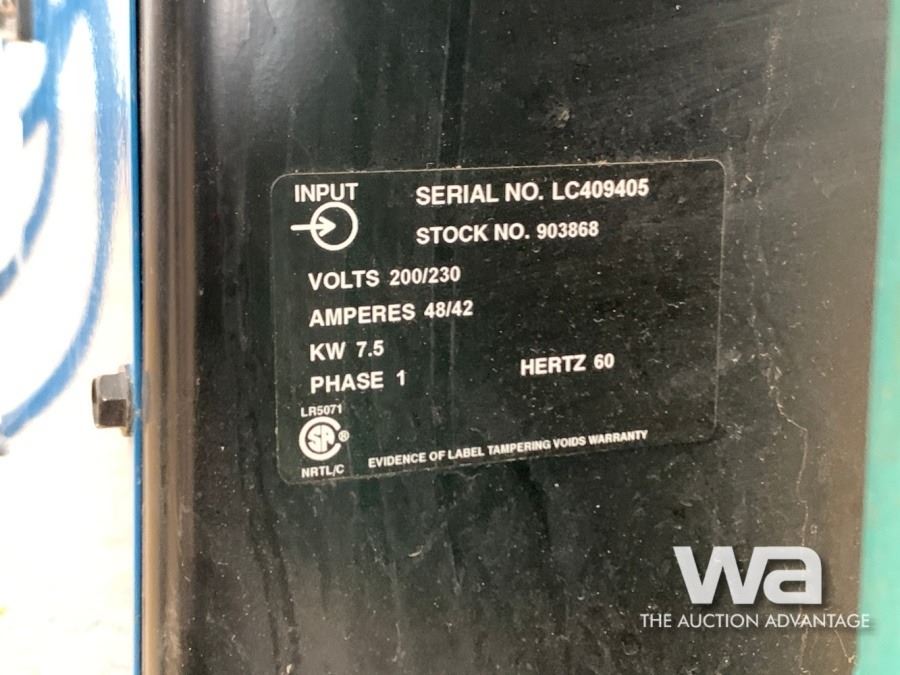 INPUT
SERIAL NO. LC409405
STOCK NO. 903868
VOLTS 200/230
AMPERES 48/42
KW 7.5
PHASE 1
HERTZ 60
LR5071
SA ®
NRTL/C
EVIDENCE OF LABEL TAMPERING VOIDS WARRANTY
wa
THE AUCTION ADVANTAGE